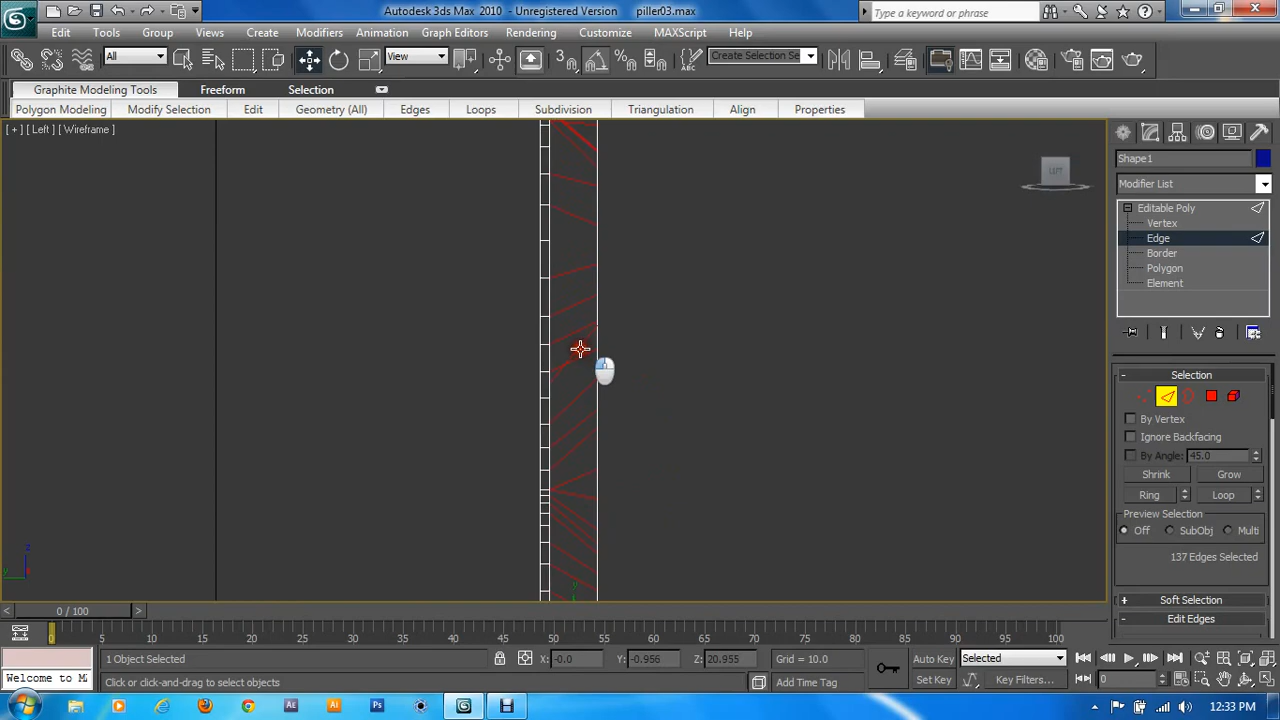 Autodesk 3ds Max 2010 - Unregistered Version piller03.max
Type a keyword or phrase
Edit Tools Group Views Create Modifiers Animation Graph Editors Rendering Customize MAXScript Help
All View Create Selection Se
Graphite Modeling Tools Freeform Selection
Polygon Modeling Modify Selection Edit Geometry (All) Edges Loops Subdivision Triangulation Align Properties
[ + ] [ Left ] [ Wireframe ]
LEFT
Shape1
Modifier List
Editable Poly
Vertex
Edge
Border
Polygon
Element
Selection
By Vertex
Ignore Backfacing
By Angle: 45.0
Shrink Grow
Ring Loop
Preview Selection
Off SubObj Multi
137 Edges Selected
Soft Selection
Edit Edges
z
y x
y
0 / 100
0 5 10 15 20 25 30 35 40 45 50 55 60 65 70 75 80 85 90 95 100
1 Object Selected X: -0.0 Y: -0.956 Z: 20.955 Grid = 10.0 Auto Key Selected
Welcome to M Click or click-and-drag to select objects Add Time Tag Set Key Key Filters... 0
12:33 PM